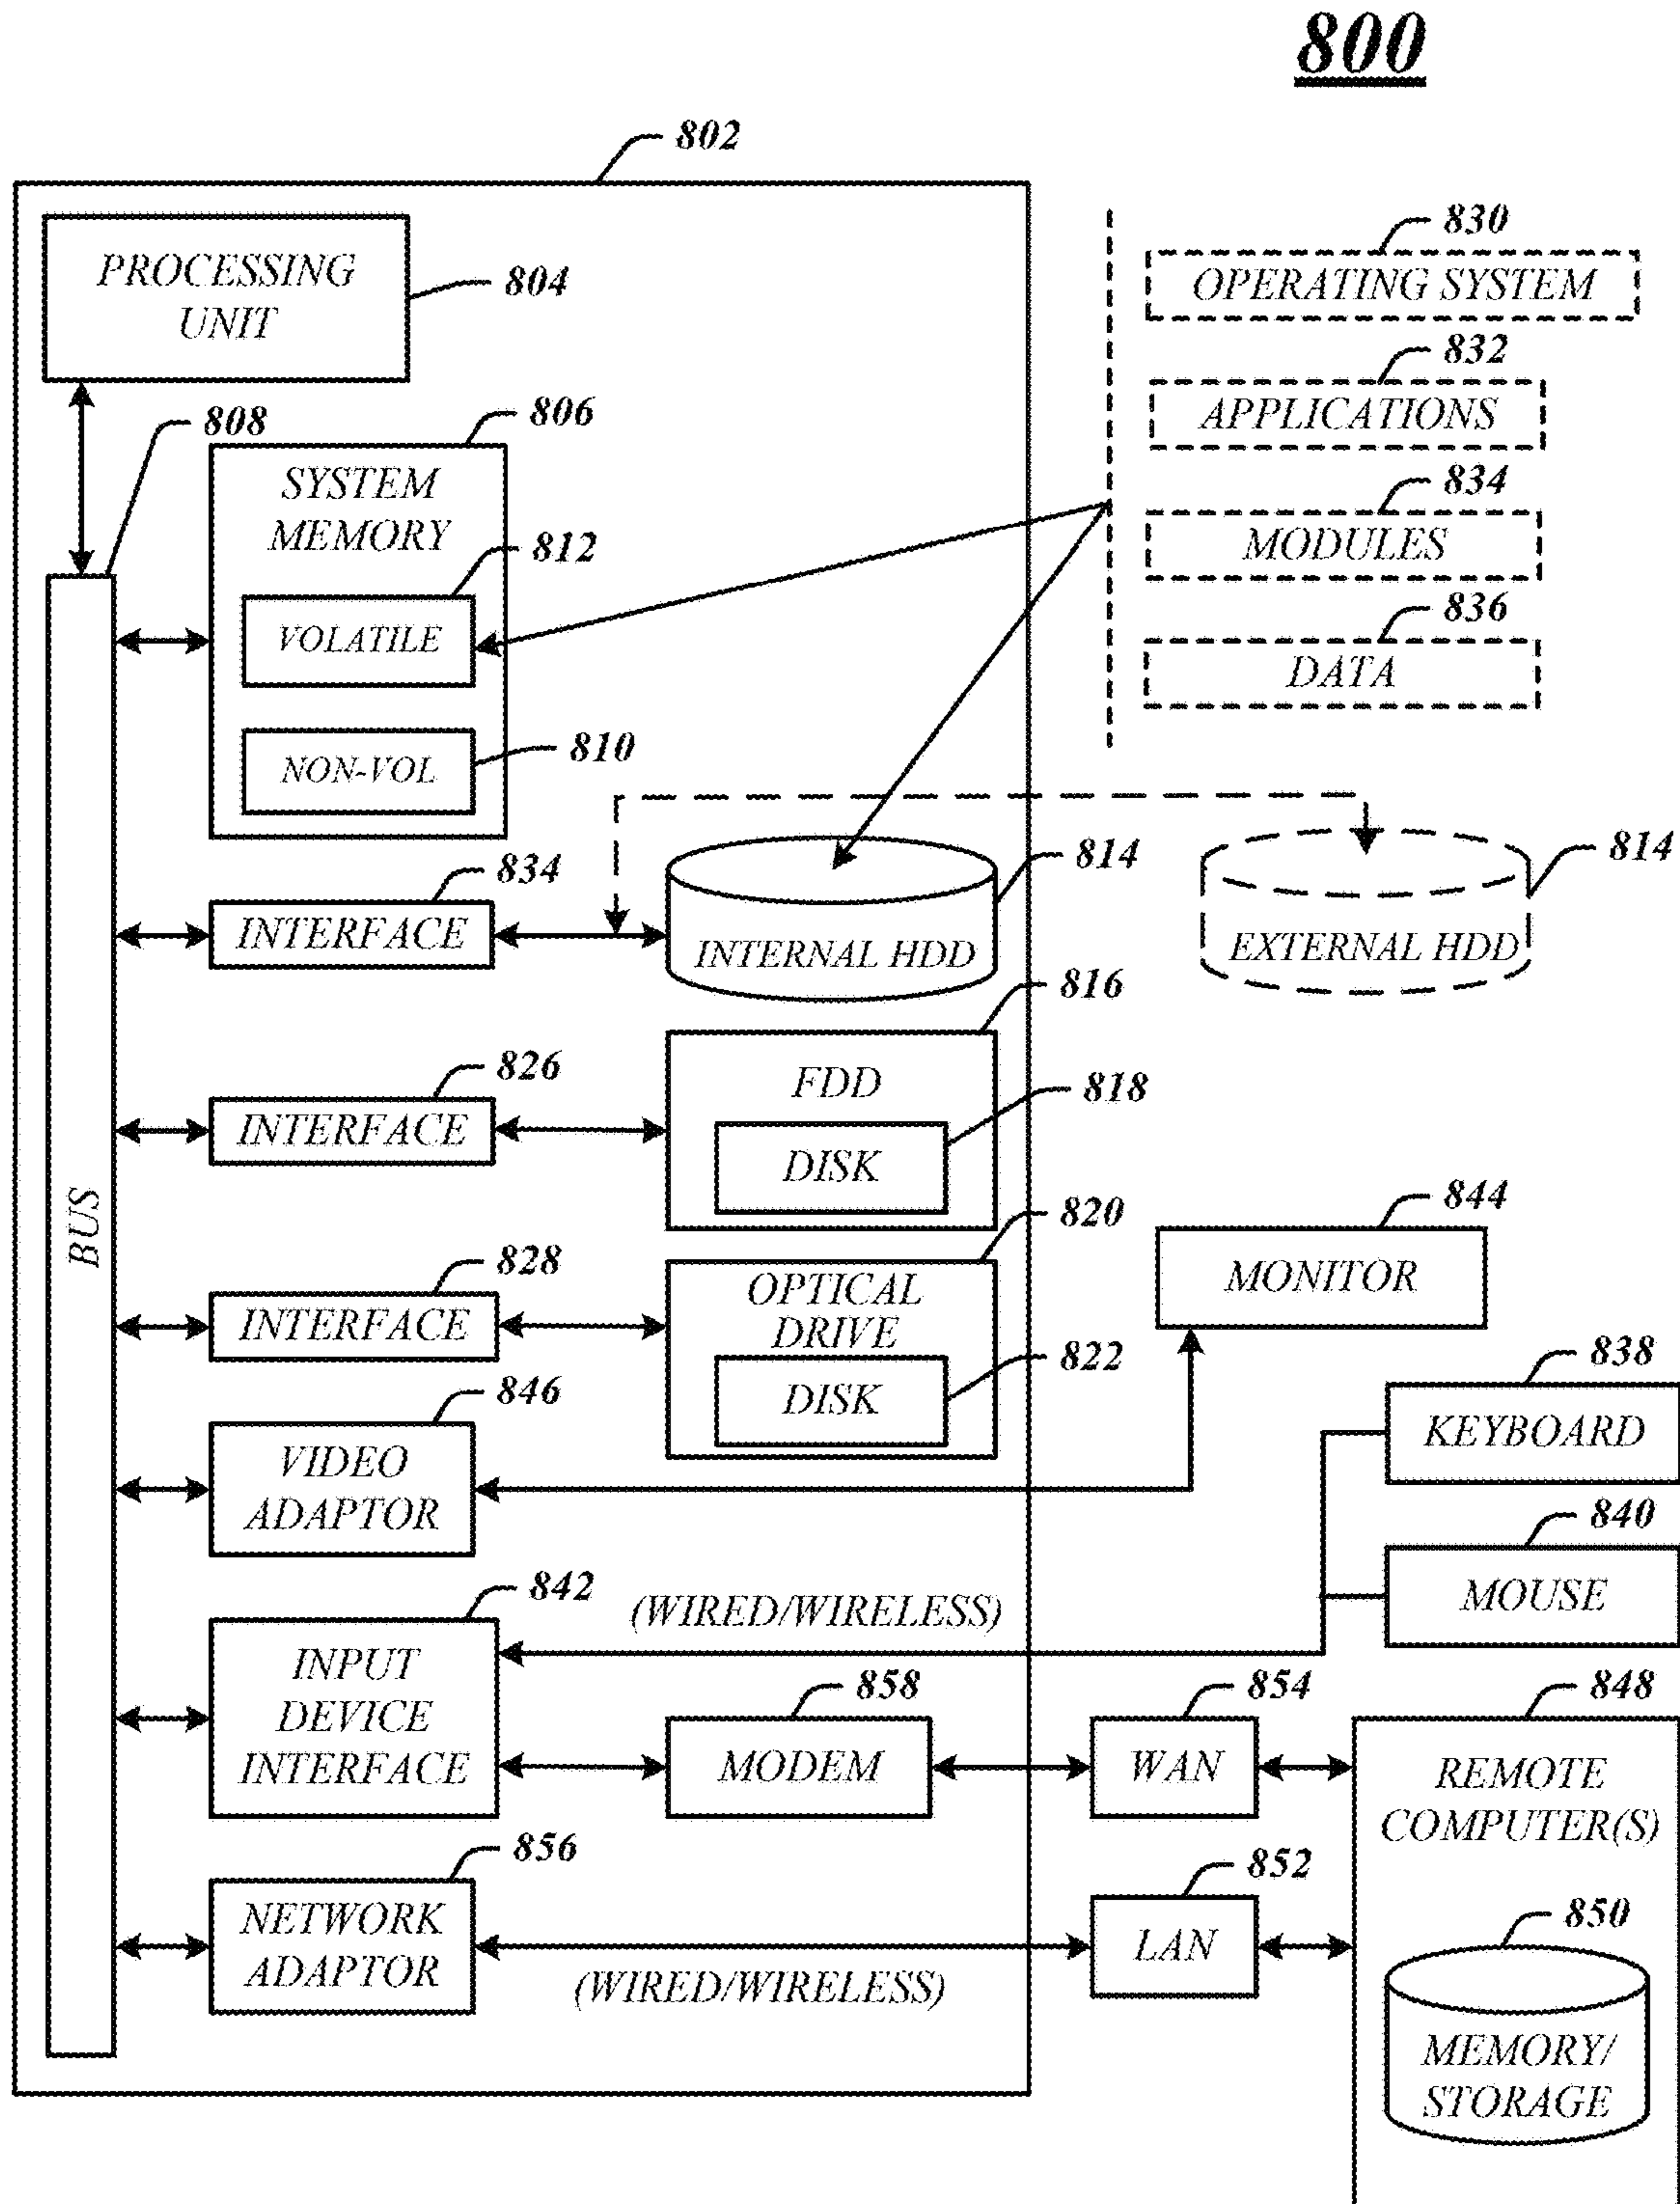 800
802
PROCESSING
UNIT
804
830
OPERATING SYSTEM
832
APPLICATIONS
834
MODULES
836
DATA
808
806
SYSTEM
MEMORY
812
VOLATILE
810
NON-VOL
834
INTERFACE
814
INTERNAL HDD
814
EXTERNAL HDD
816
826
INTERFACE
FDD
818
DISK
BUS
820
828
INTERFACE
OPTICAL
DRIVE
822
DISK
844
MONITOR
846
VIDEO
ADAPTOR
838
KEYBOARD
840
MOUSE
842
(WIRED/WIRELESS)
INPUT
DEVICE
INTERFACE
858
MODEM
854
WAN
848
REMOTE
COMPUTER(S)
856
NETWORK
ADAPTOR
(WIRED/WIRELESS)
852
LAN
850
MEMORY/
STORAGE